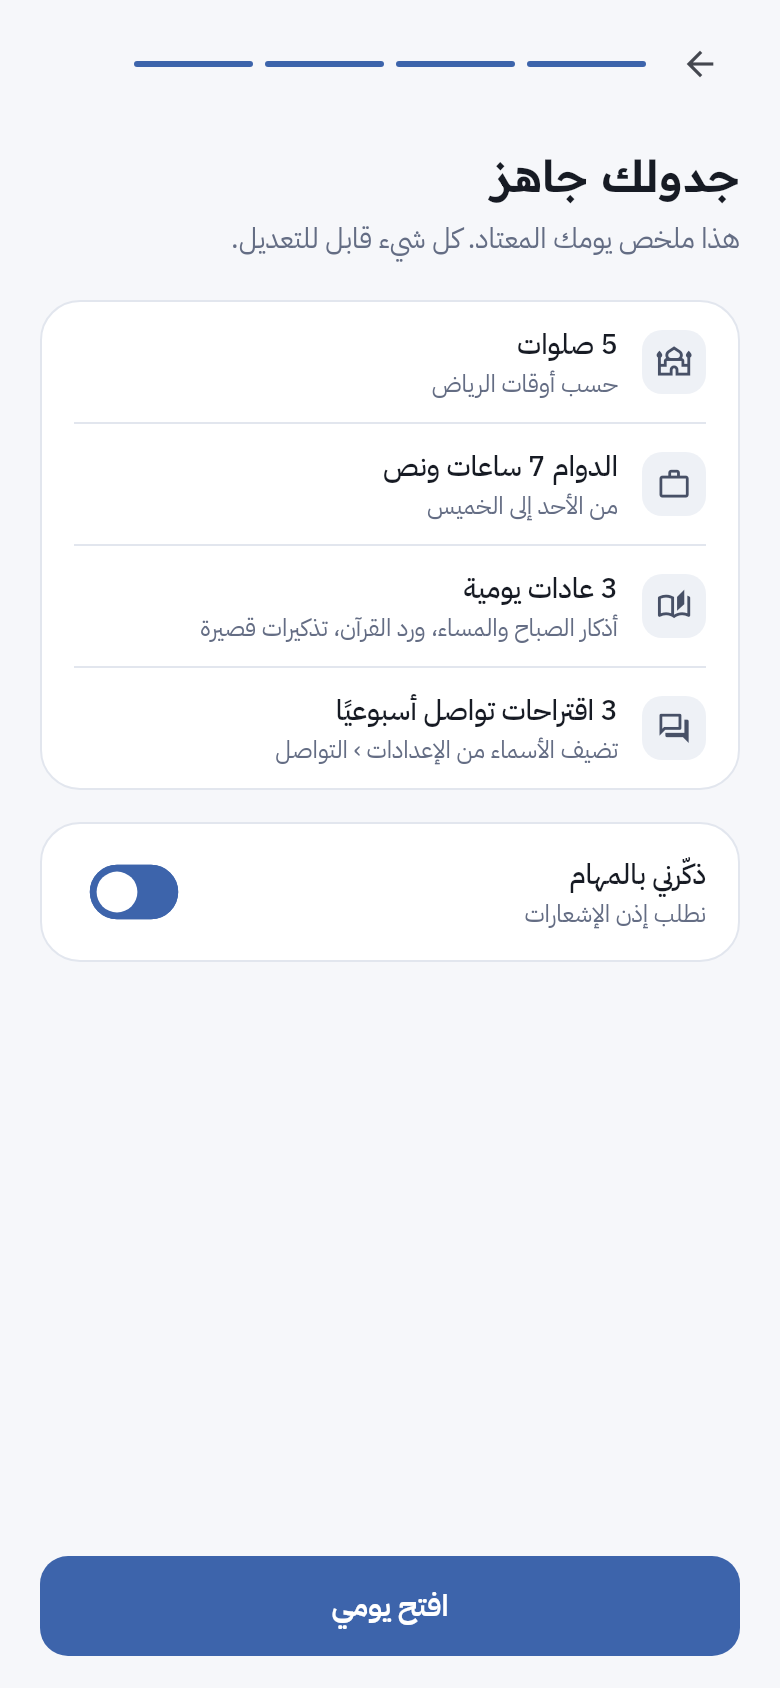 جدولك جاهز
هذا ملخص يومك المعتاد. كل شيء قابل للتعديل.
5 صلوات
حسب أوقات الرياض
الدوام 7 ساعات ونص
من الأحد إلى الخميس
3 عادات يومية
أذكار الصباح والمساء، ورد القرآن، تذكيرات قصيرة
3 اقتراحات تواصل أسبوعيًا
تضيف الأسماء من الإعدادات › التواصل
ذكّرني بالمهام
نطلب إذن الإشعارات
افتح يومي